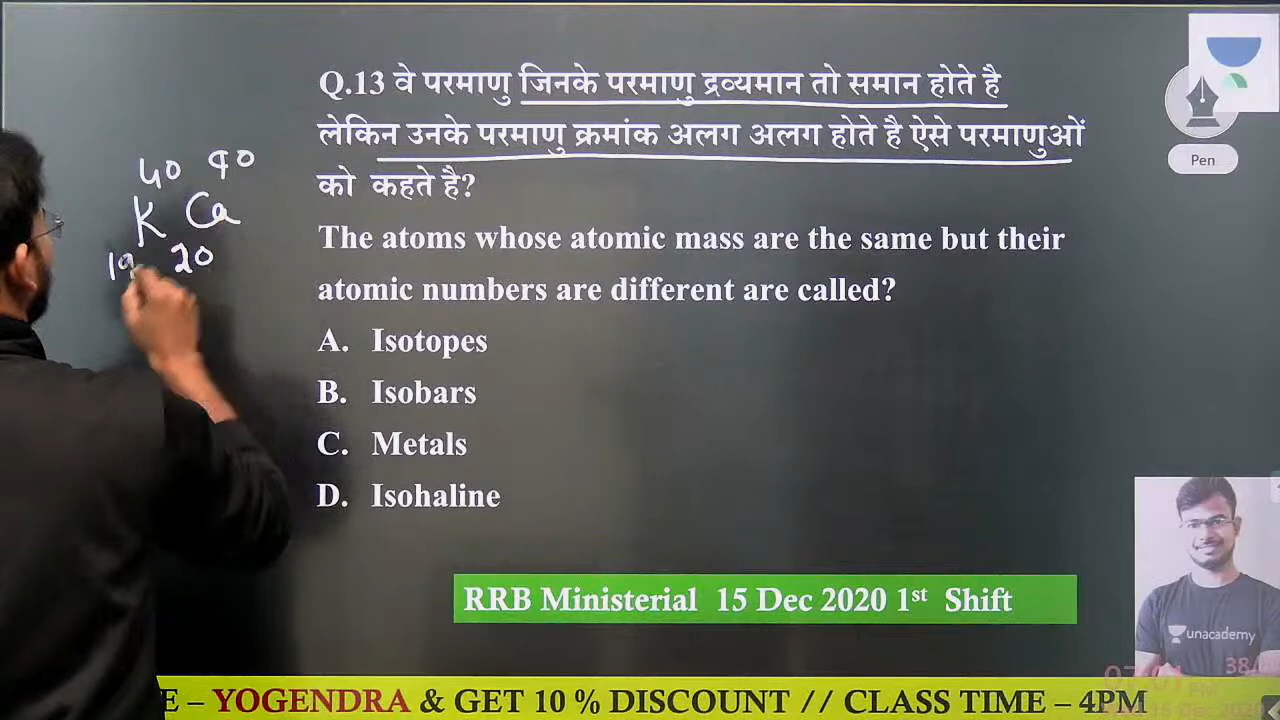 Q.13 वे परमाणु जिनके परमाणु द्रव्यमान तो समान होते है
लेकिन उनके परमाणु क्रमांक अलग अलग होते है ऐसे परमाणुओं
को कहते है?
The atoms whose atomic mass are the same but their
atomic numbers are different are called?
A. Isotopes
B. Isobars
C. Metals
D. Isohaline
40 40
K Ca
19 20
RRB Ministerial 15 Dec 2020 1st Shift
Pen
unacademy
E – YOGENDRA & GET 10 % DISCOUNT // CLASS TIME – 4PM